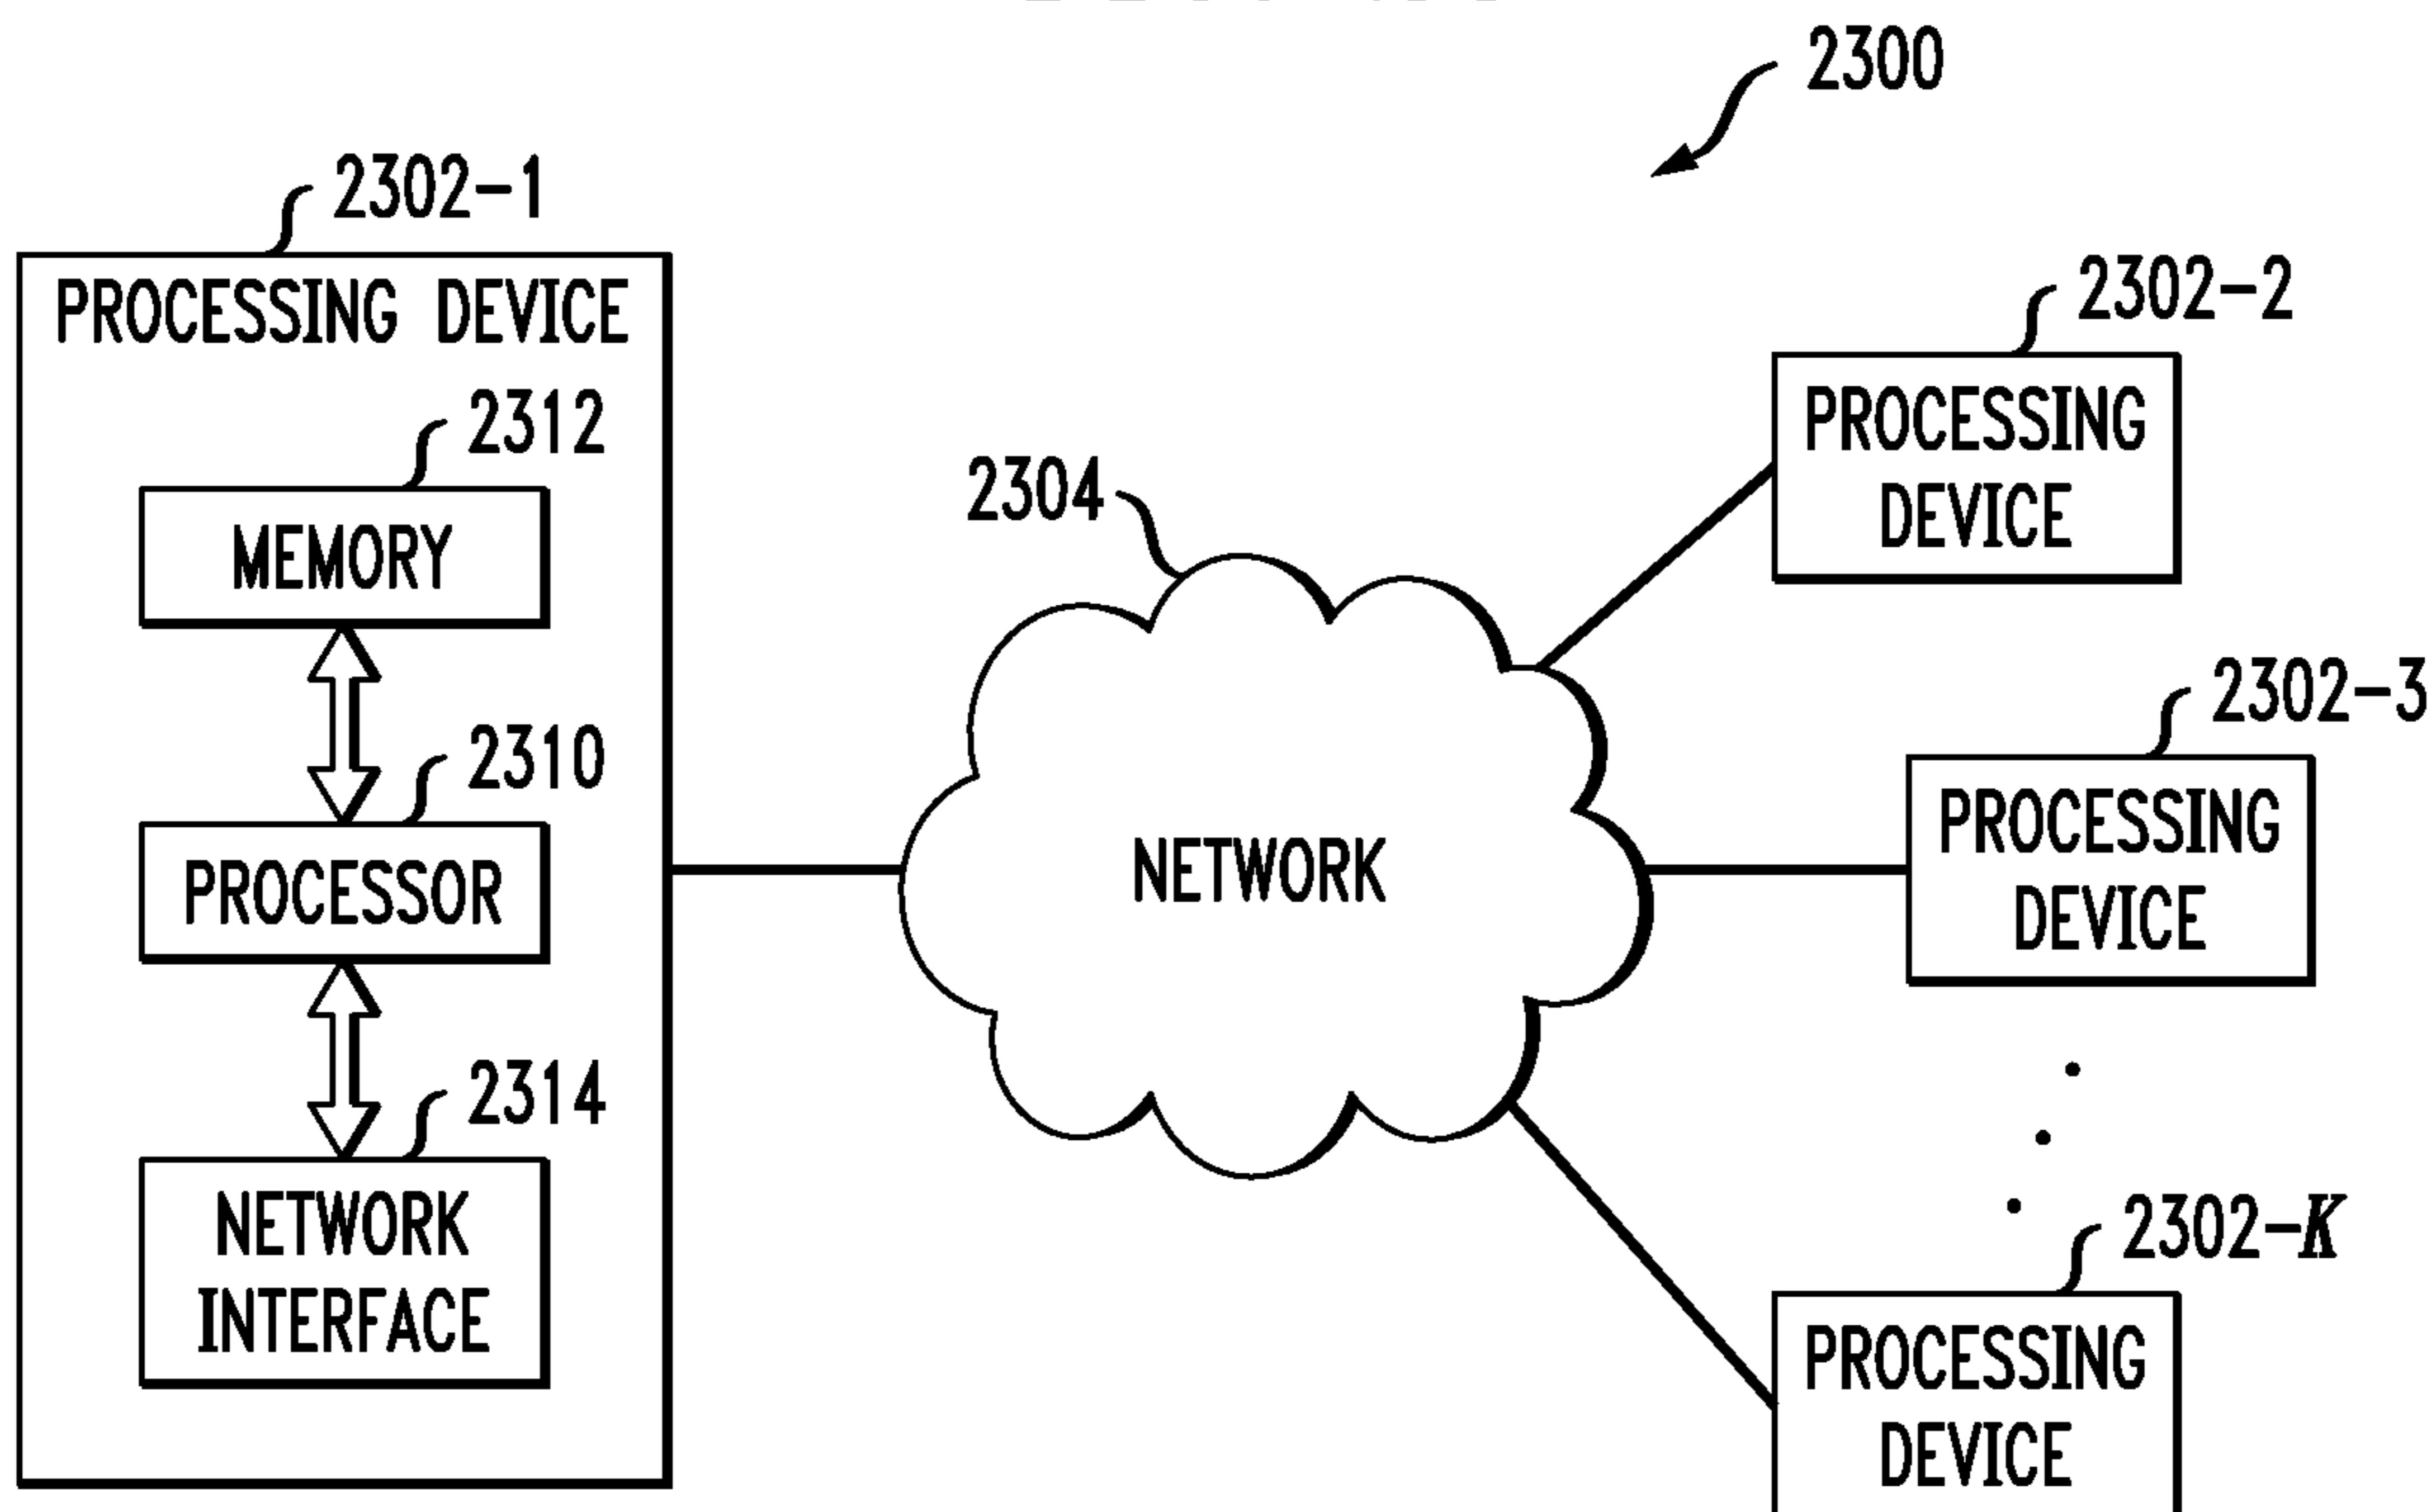 2300
2302-1
PROCESSING DEVICE
2312
MEMORY
2310
PROCESSOR
2314
NETWORK
INTERFACE
2304
NETWORK
2302-2
PROCESSING
DEVICE
2302-3
PROCESSING
DEVICE
2302-K
PROCESSING
DEVICE